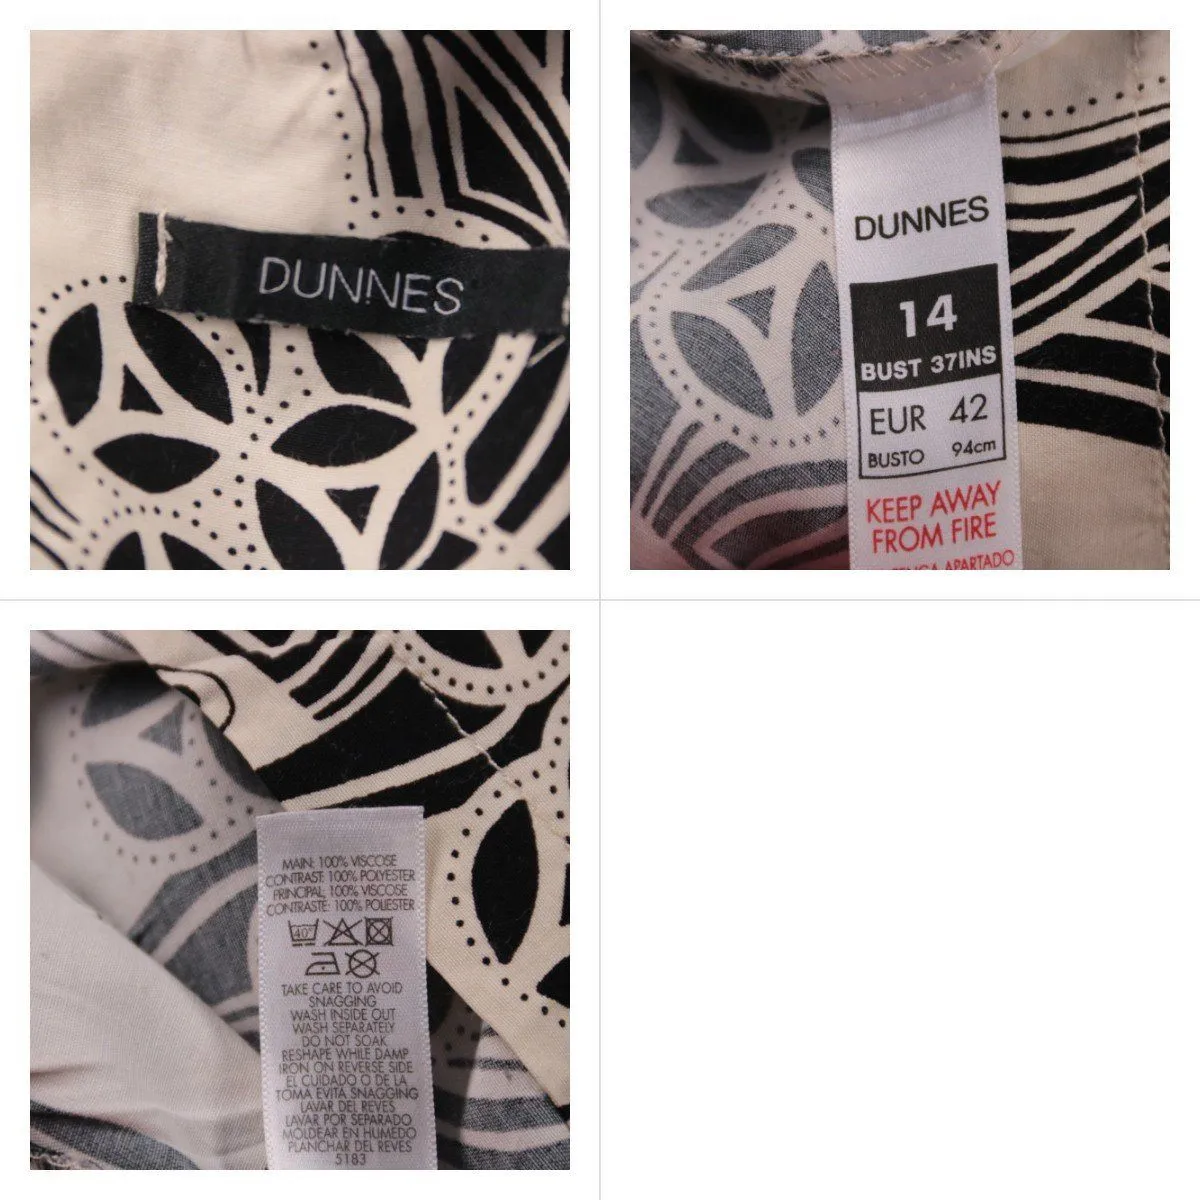 DUNNES
DUNNES
14
BUST 37INS
EUR 42
BUSTO 94cm
KEEP AWAY
FROM FIRE
APARTADO
MAIN: 100% VISCOSE
CONTRAST: 100% POLYESTER
PRINCIPAL: 100% VISCOSE
CONTRASTE: 100% POLIESTER
40°
TAKE CARE TO AVOID
SNAGGING
WASH INSIDE OUT
WASH SEPARATELY
DO NOT SOAK
RESHAPE WHILE DAMP
IRON ON REVERSE SIDE
EL CUIDADO O DE LA
TOMA EVITA SNAGGING
LAVAR DEL REVES
LAVAR POR SEPARADO
MOLDEAR EN HUMEDO
PLANCHAR DEL REVES
5183